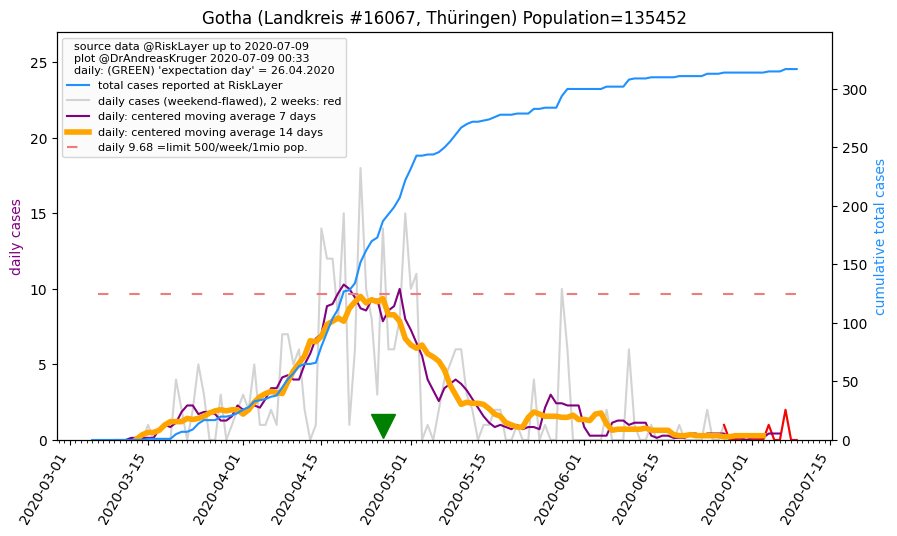 Gotha (Landkreis #16067, Thüringen) Population=135452
source data @RiskLayer up to 2020-07-09
plot @DrAndreasKruger 2020-07-09 00:33
daily: (GREEN) 'expectation day' = 26.04.2020
total cases reported at RiskLayer
daily cases (weekend-flawed), 2 weeks: red
daily: centered moving average 7 days
daily: centered moving average 14 days
daily 9.68 =limit 500/week/1mio pop.
daily cases
25
20
15
10
5
0
cumulative total cases
300
250
200
150
100
50
0
2020-03-01
2020-03-15
2020-04-01
2020-04-15
2020-05-01
2020-05-15
2020-06-01
2020-06-15
2020-07-01
2020-07-15